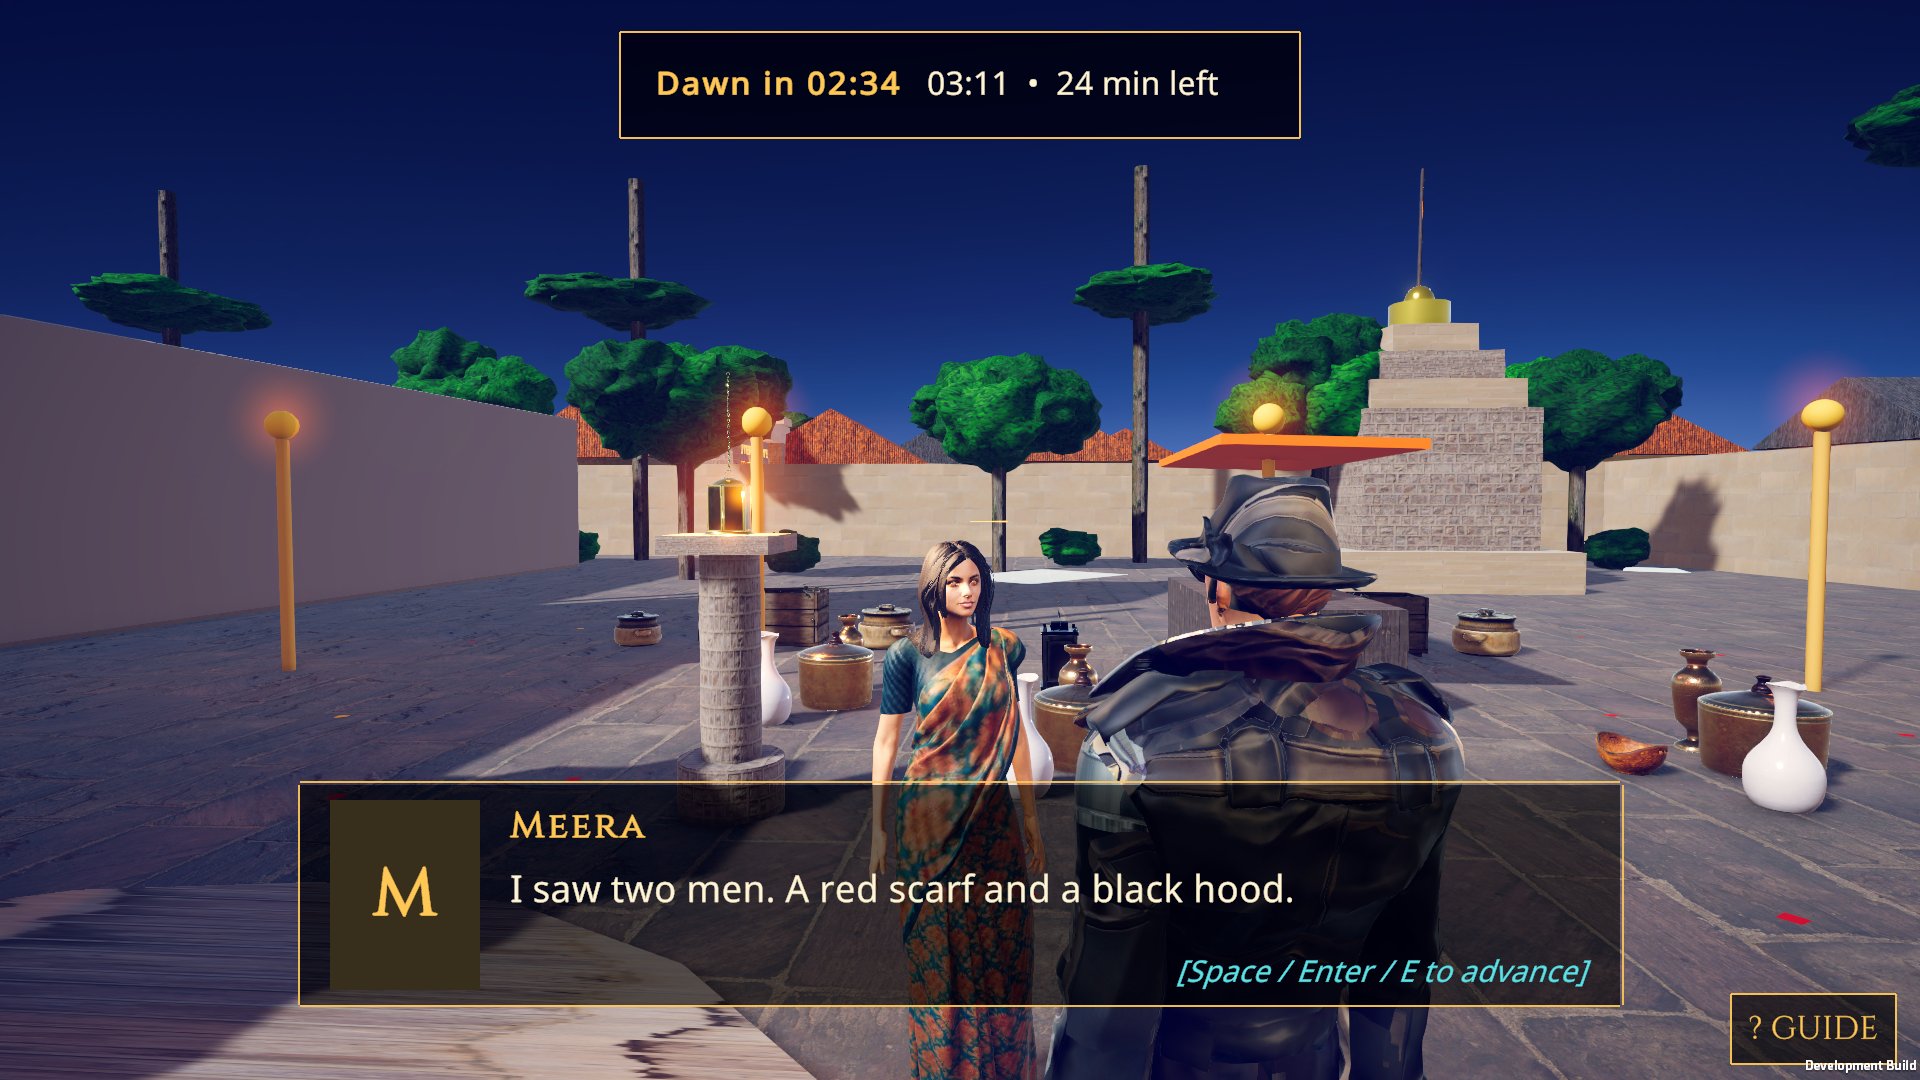 Dawn in 02:34 03:11 • 24 min left
MEERA
M
I saw two men. A red scarf and a black hood.
[Space / Enter / E to advance]
? GUIDE
Development Build